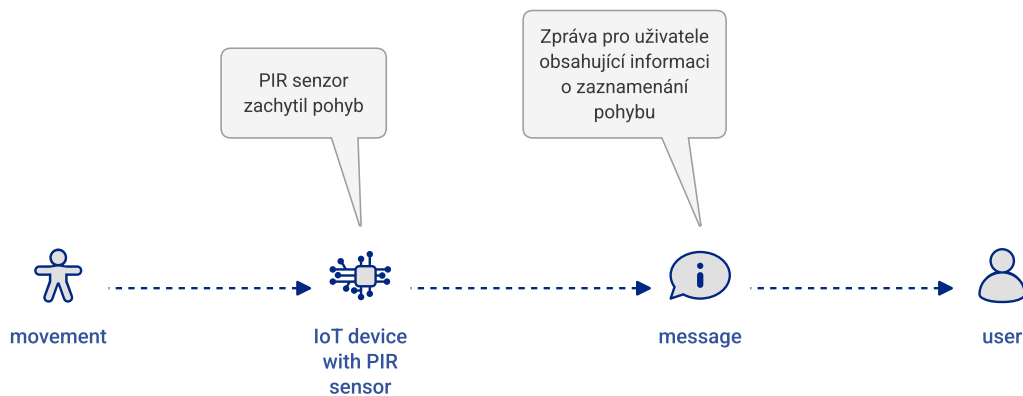 PIR senzor
zachytil pohyb
Zpráva pro uživatele
obsahující informaci
o zaznamenání
pohybu
movement
IoT device
with PIR
sensor
message
user